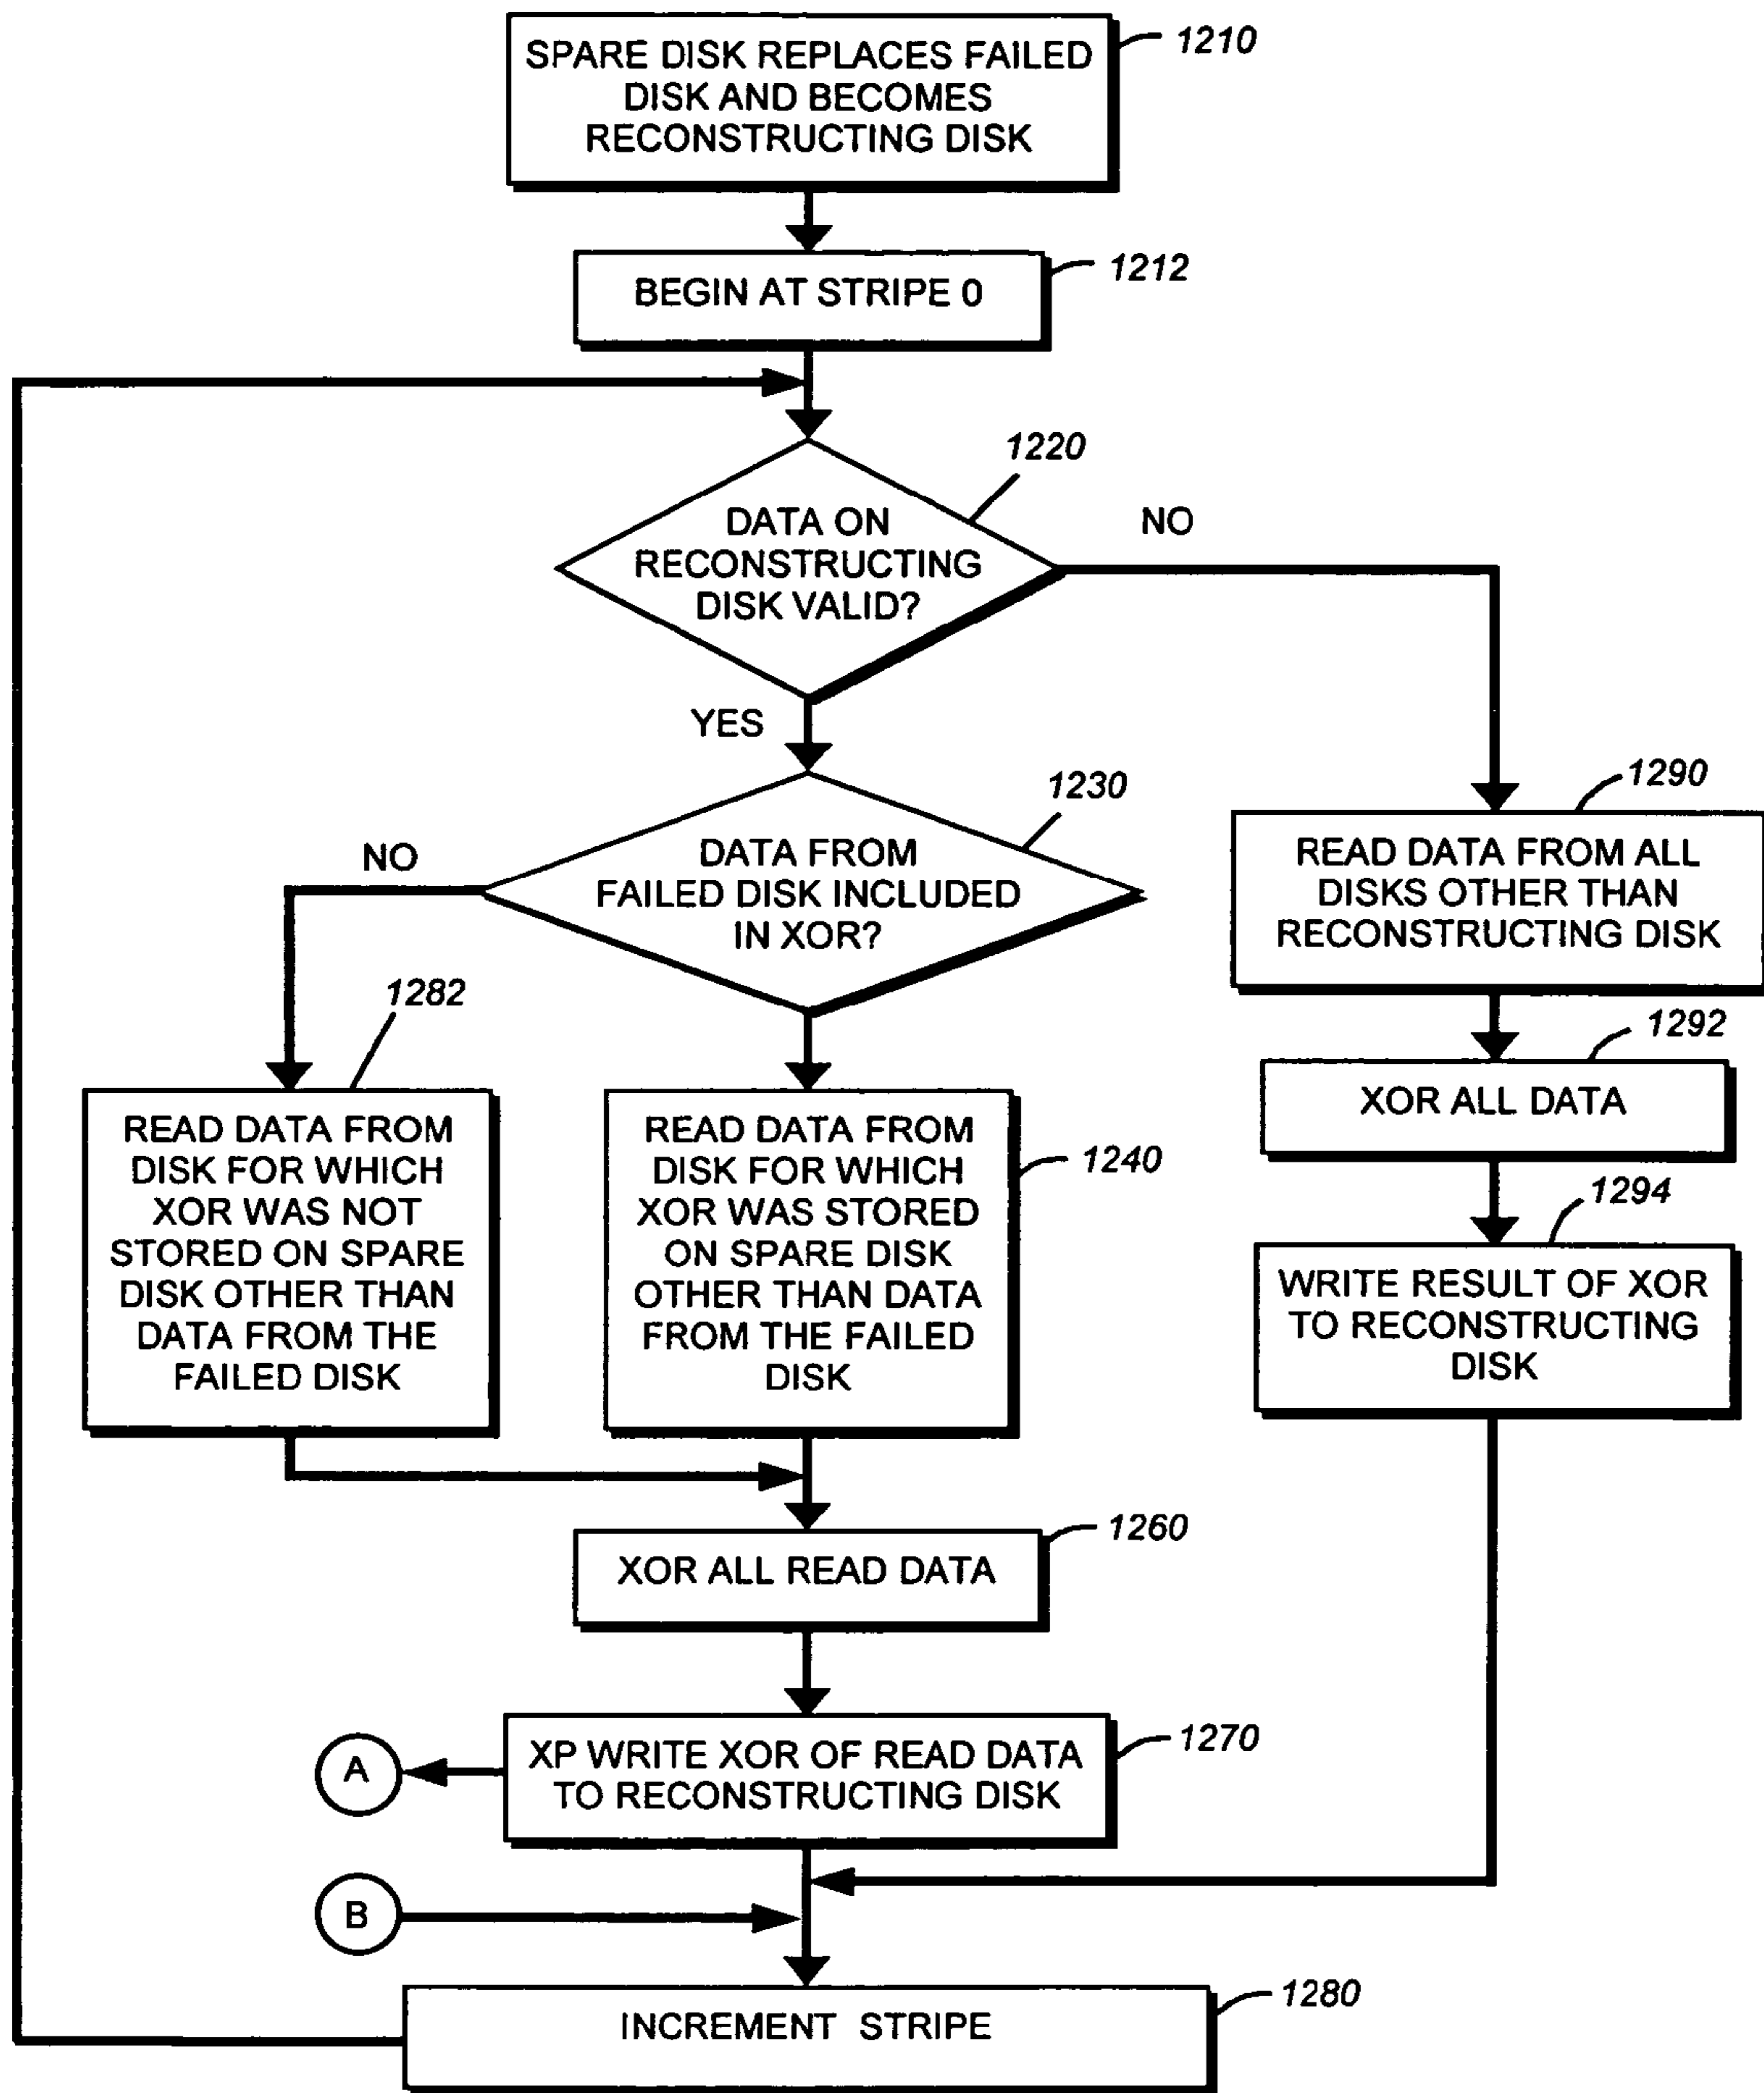 SPARE DISK REPLACES FAILED
DISK AND BECOMES
RECONSTRUCTING DISK
1210
BEGIN AT STRIPE 0
1212
DATA ON
RECONSTRUCTING
DISK VALID?
1220
NO
YES
DATA FROM
FAILED DISK INCLUDED
IN XOR?
1230
NO
1290
READ DATA FROM ALL
DISKS OTHER THAN
RECONSTRUCTING DISK
1282
READ DATA FROM
DISK FOR WHICH
XOR WAS NOT
STORED ON SPARE
DISK OTHER THAN
DATA FROM THE
FAILED DISK
READ DATA FROM
DISK FOR WHICH
XOR WAS STORED
ON SPARE DISK
OTHER THAN DATA
FROM THE FAILED
DISK
1240
1292
XOR ALL DATA
1294
WRITE RESULT OF XOR
TO RECONSTRUCTING
DISK
XOR ALL READ DATA
1260
A
XP WRITE XOR OF READ DATA
TO RECONSTRUCTING DISK
1270
B
INCREMENT STRIPE
1280